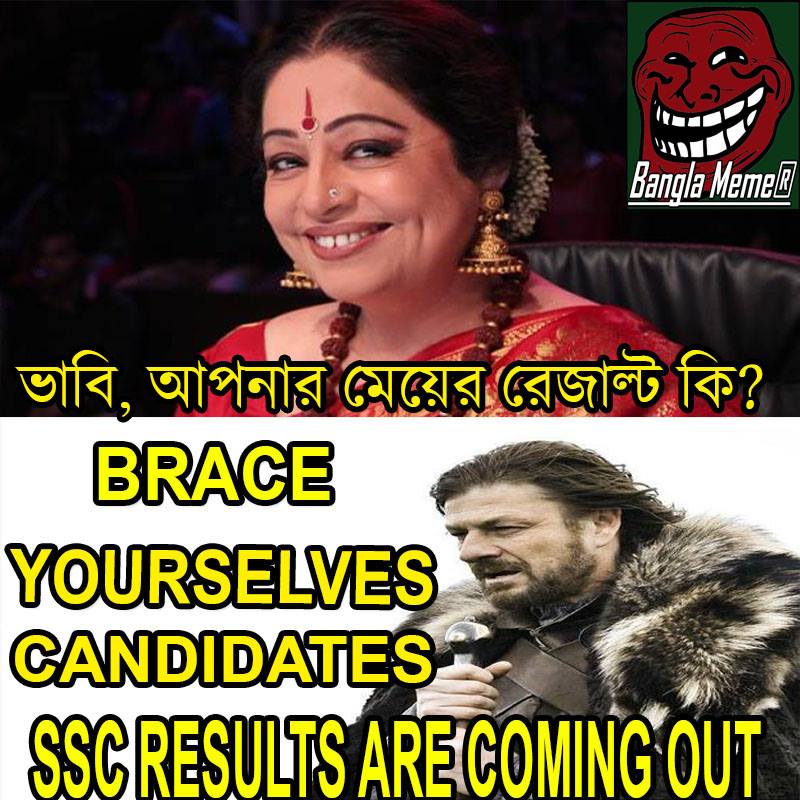 Bangla Meme®
ভাবি, আপনার মেয়ের রেজাল্ট কি?
BRACE
YOURSELVES
CANDIDATES
SSC RESULTS ARE COMING OUT